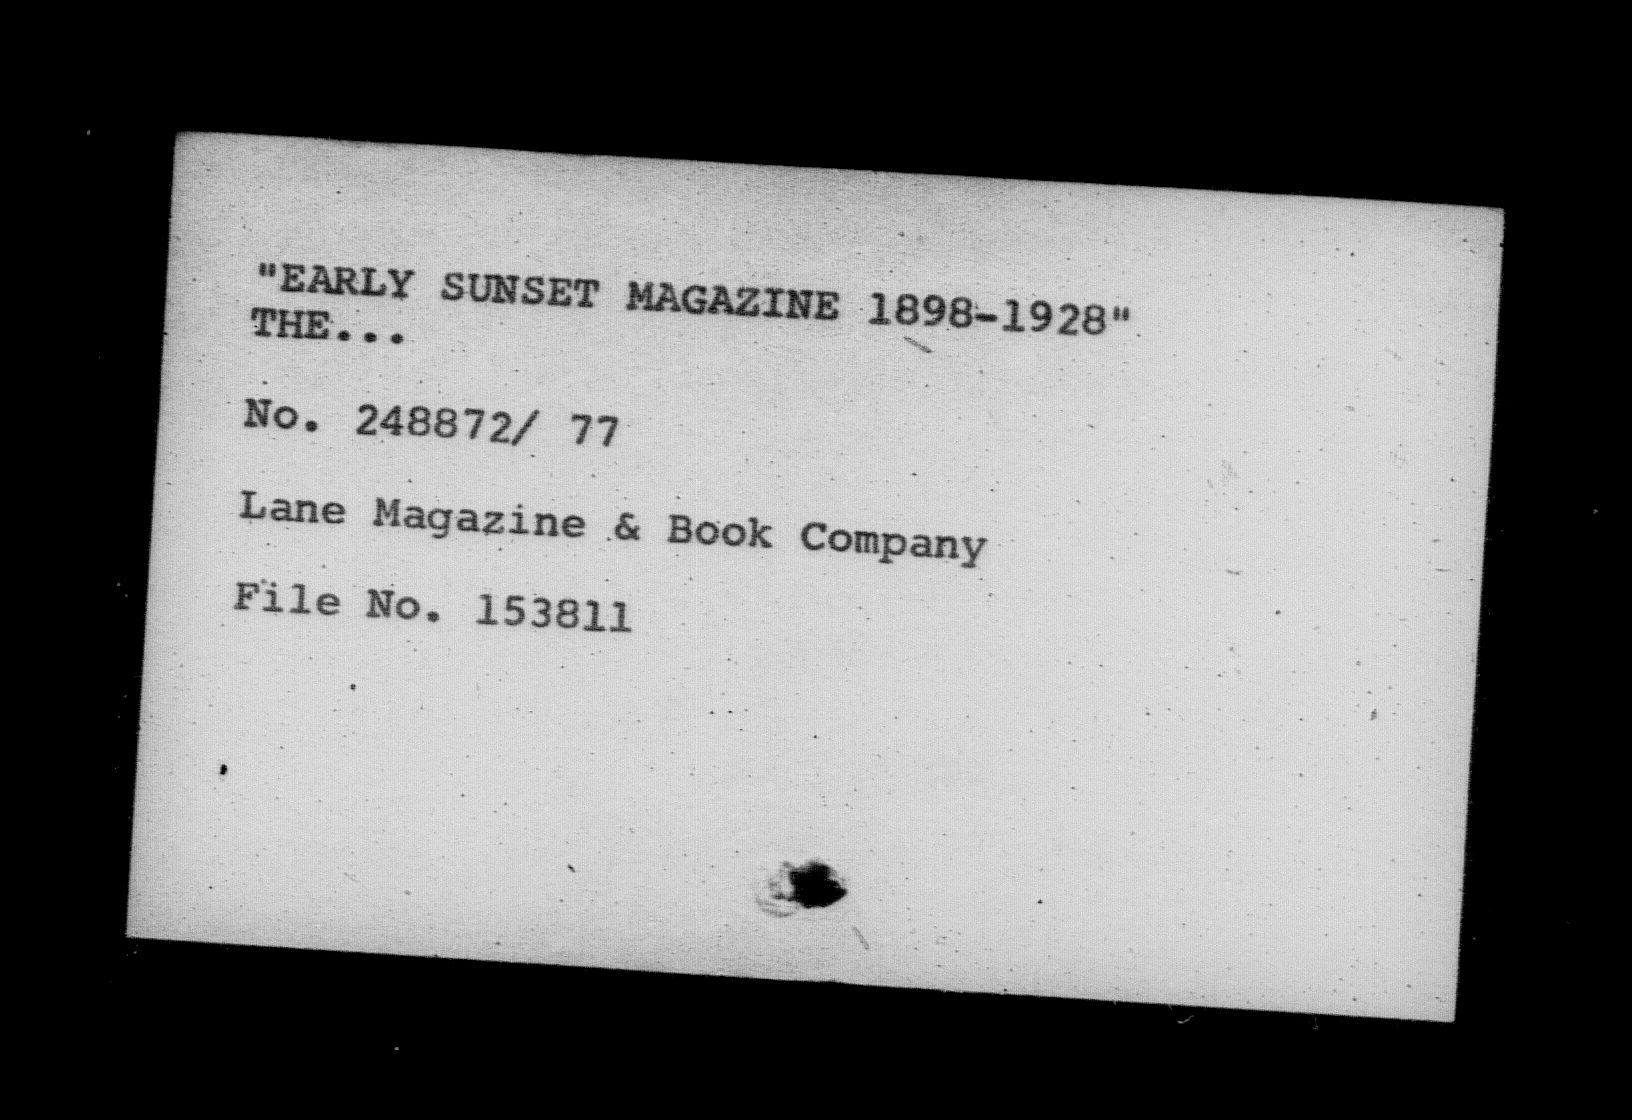 "EARLY SUNSET MAGAZINE 1898-1928"
THE...
No. 248872/ 77
Lane Magazine & Book Company
File No. 153811